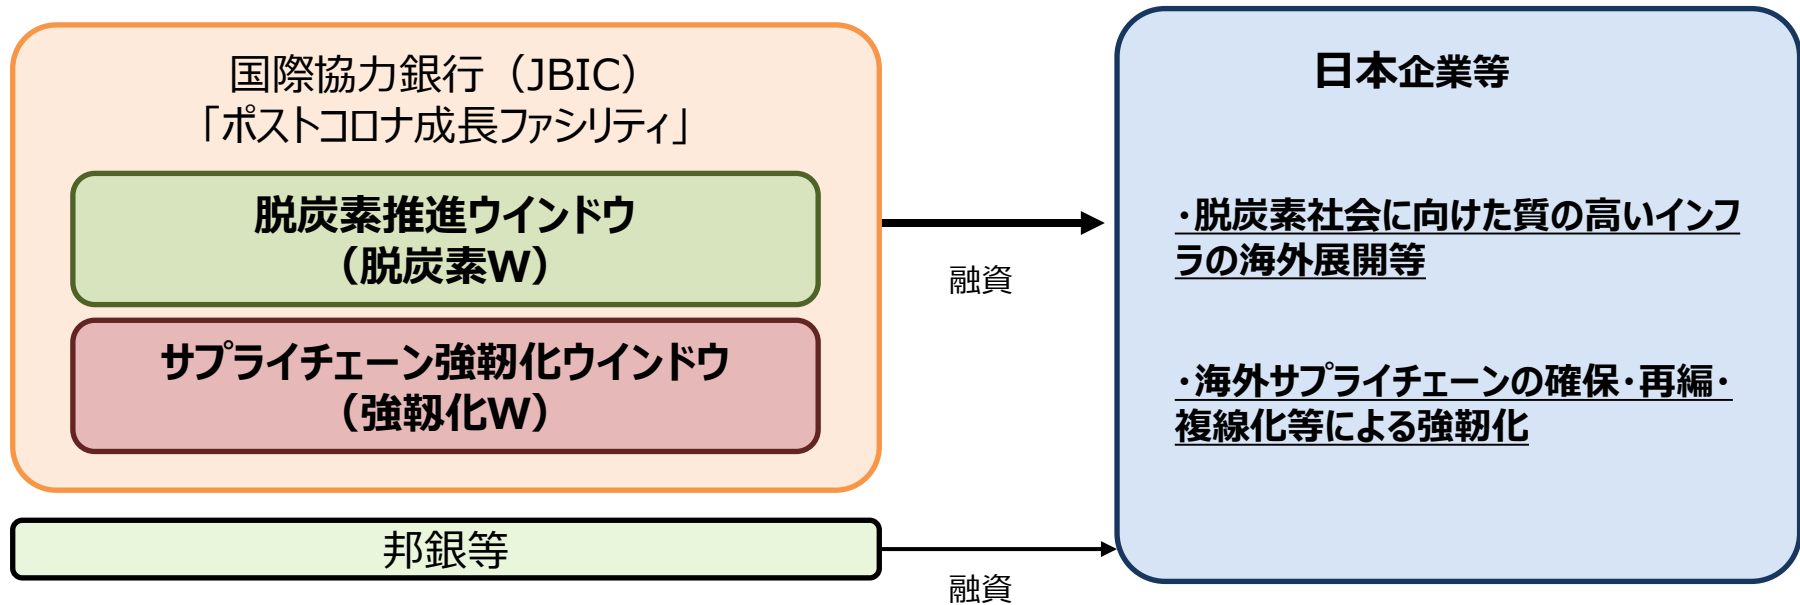 国際協力銀行（JBIC）
「ポストコロナ成長ファシリティ」
脱炭素推進ウインドウ
（脱炭素W）
サプライチェーン強靭化ウインドウ
（強靱化W）
邦銀等
融資
融資
日本企業等
・脱炭素社会に向けた質の高いインフ
ラの海外展開等
・海外サプライチェーンの確保・再編・
複線化等による強靭化